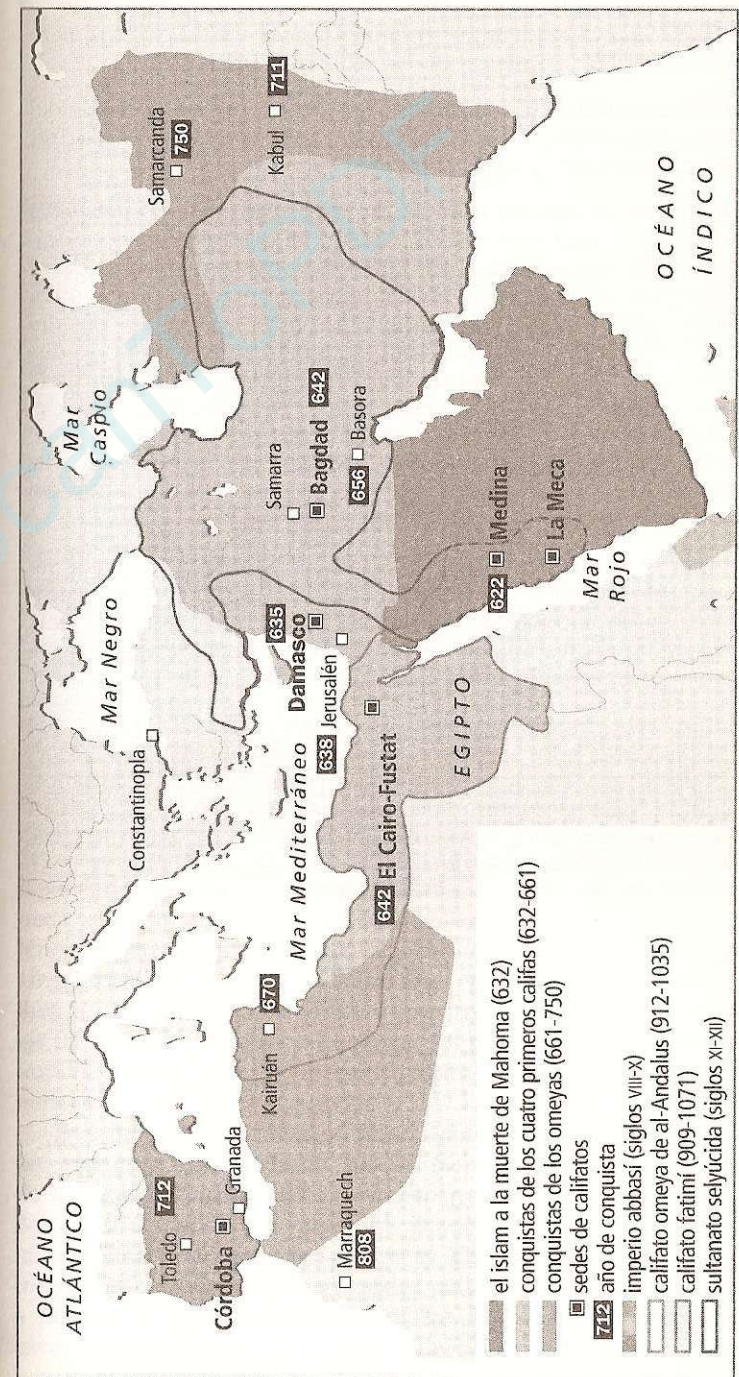 OCÉANO
ATLÁNTICO
Toledo
712
Córdoba
Granada
Marraquech
808
Kairuán
670
Mar Mediterráneo
Constantinopla
Mar Negro
Mar
Caspio
642 El Cairo-Fustat
EGIPTO
638 Jerusalén
635
Damasco
Samarra
Bagdad 642
656 Basora
622 Medina
La Meca
Mar
Rojo
Samarcanda
750
Kabul 711
OCÉANO
ÍNDICO
el islam a la muerte de Mahoma (632)
conquistas de los cuatro primeros califas (632-661)
conquistas de los omeyas (661-750)
sedes de califatos
712 año de conquista
imperio abbasí (siglos VIII-X)
califato omeya de al-Andalus (912-1035)
califato fatimí (909-1071)
sultanato selyúcida (siglos XI-XII)
ScanToPDF